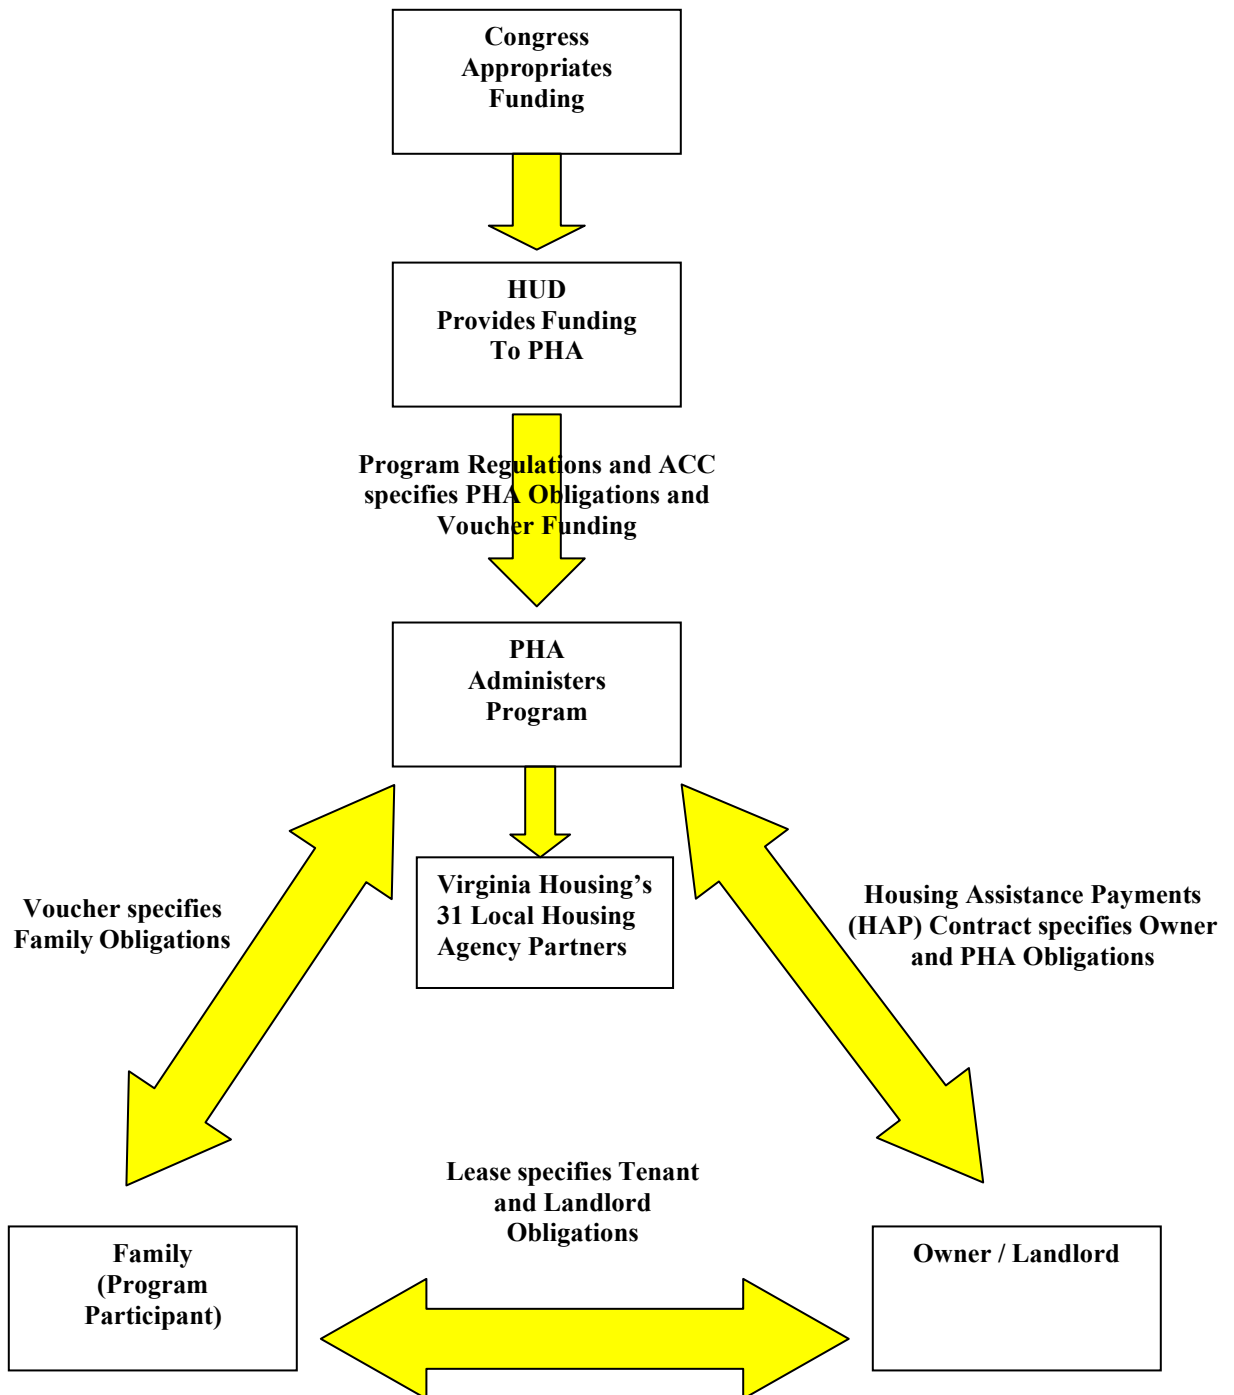 Congress
Appropriates
Funding
HUD
Provides Funding
To PHA
Program Regulations and ACC
specifies PHA Obligations and
Voucher Funding
PHA
Administers
Program
Virginia Housing’s
31 Local Housing
Agency Partners
Voucher specifies
Family Obligations
Housing Assistance Payments
(HAP) Contract specifies Owner
and PHA Obligations
Lease specifies Tenant
and Landlord
Obligations
Family
(Program
Participant)
Owner / Landlord